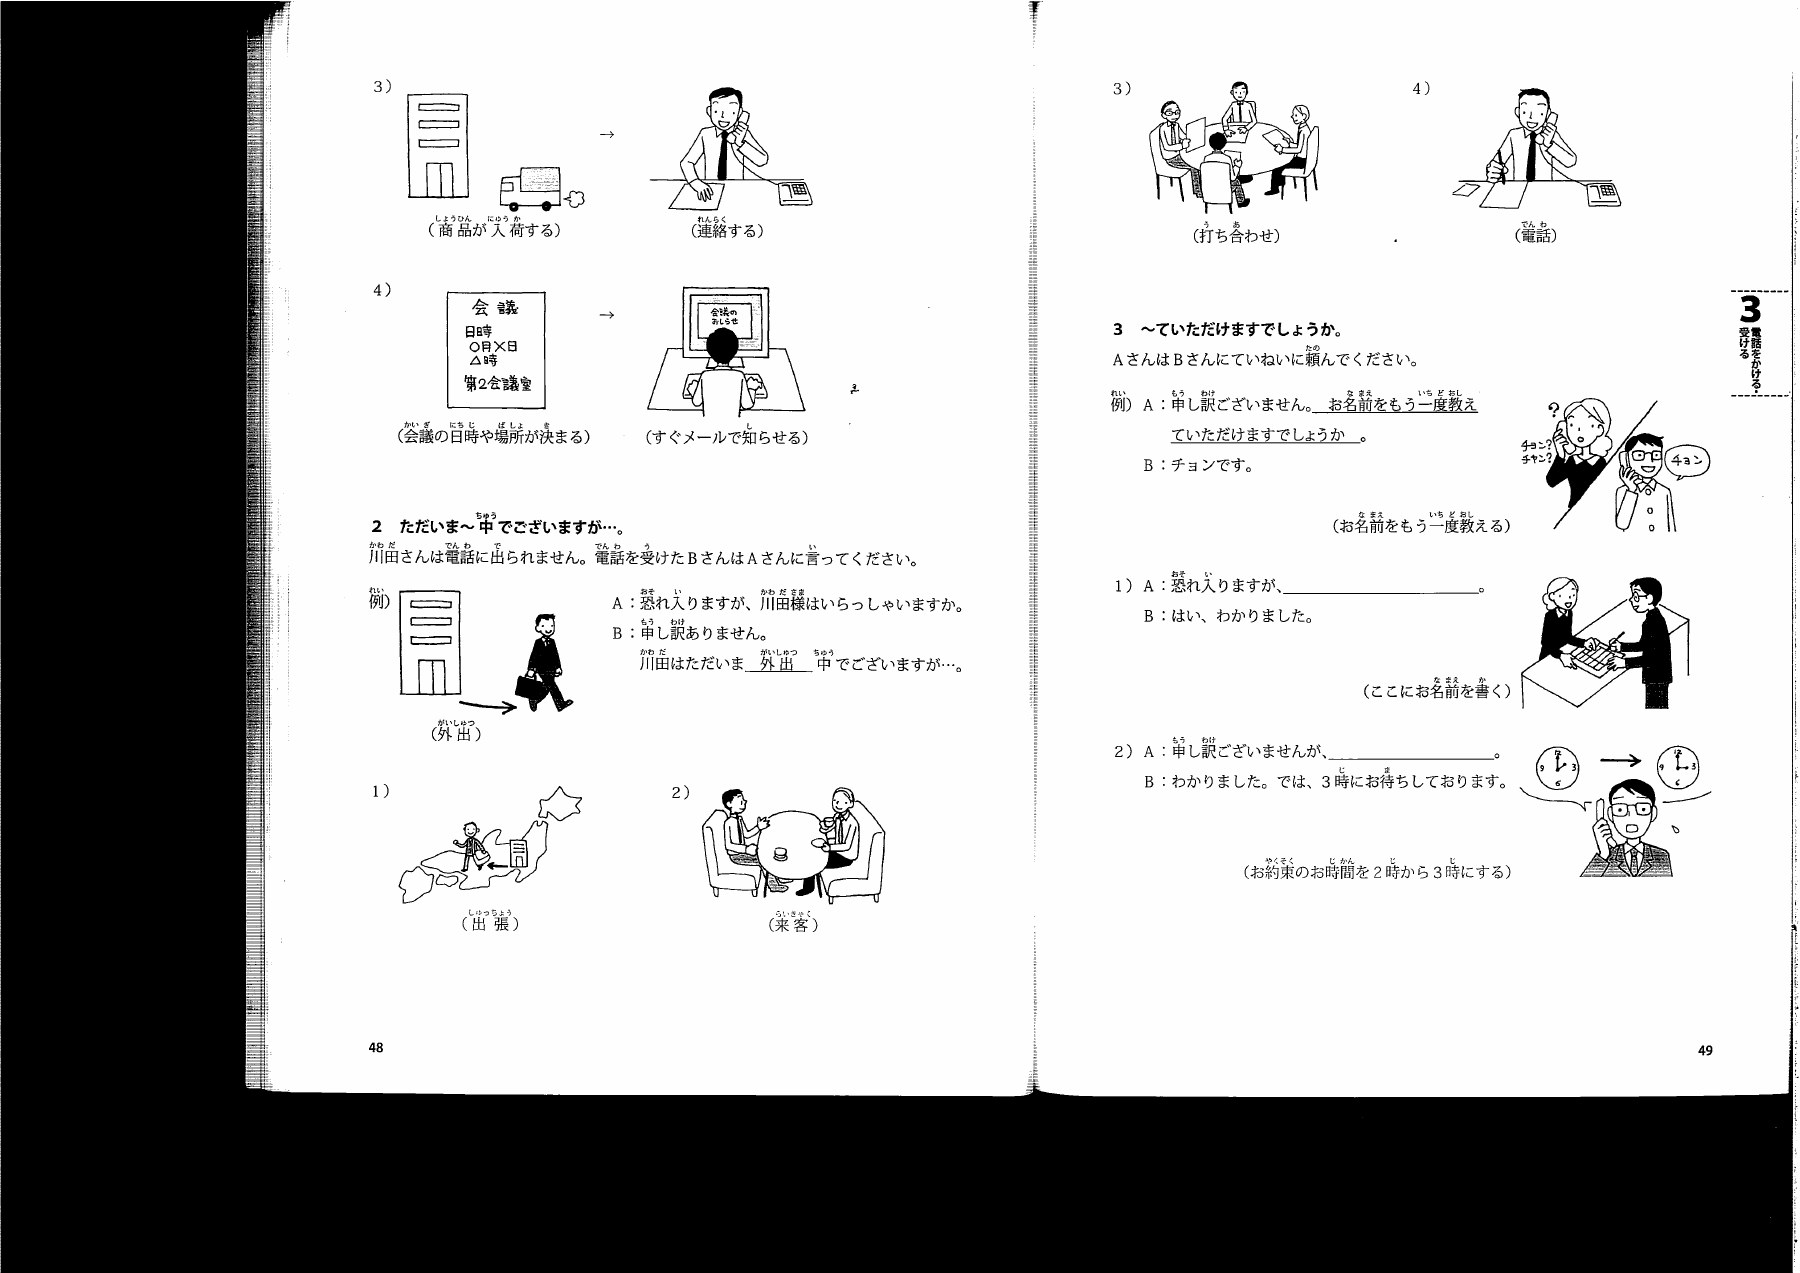 3）
→
（商品が入荷する）
（連絡する）
4）
会議
日時
○月×日
△時
第2会議室
→
会議の
おしらせ
（会議の日時や場所が決まる）
（すぐメールで知らせる）
2　ただいま～中でございますが…。
川田さんは電話に出られません。電話を受けたBさんはAさんに言ってください。
例）
A：恐れ入りますが、川田様はいらっしゃいますか。
B：申し訳ありません。
川田はただいま　外出　中でございますが…。
（外出）
1）
（出張）
2）
（来客）
48
3）
（打ち合わせ）
4）
（電話）
3　～ていただけますでしょうか。
AさんはBさんにていねいに頼んでください。
例）A：申し訳ございません。 お名前をもう一度教え
ていただけますでしょうか 。
B：チョンです。
?
チョン?
チャン?
チョン
（お名前をもう一度教える）
1）A：恐れ入りますが、＿＿＿＿＿＿＿＿＿＿。
B：はい、わかりました。
（ここにお名前を書く）
2）A：申し訳ございませんが、＿＿＿＿＿＿＿＿。
B：わかりました。では、3時にお待ちしております。
12 3 6 9
→
12 3 6 9
（お約束のお時間を2時から3時にする）
3
電話をかける・
受ける
49